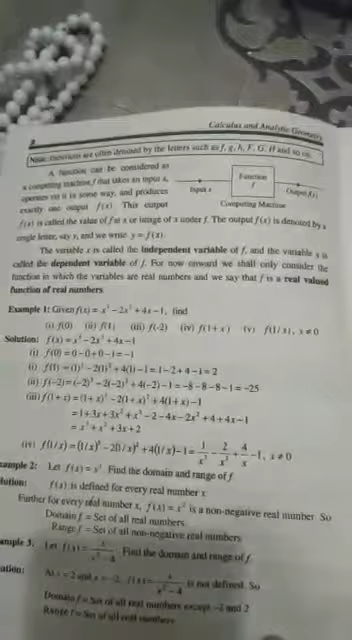 Calculus and Analytic Geometry
2
Note: functions are often denoted by the letters such as f, g, h, F, G, H and so on.
A function can be considered as
a computing machine f that takes an input x,
operates on it is some way, and produces
exactly one output f(x). This output
Input x
Function
f
Output f(x)
Computing Machine
f(x) is called the value of f at x or image of x under f. The output f(x) is denoted by a
single letter, say y, and we write y = f(x).
The variable x is called the independent variable of f, and the variable y is
called the dependent variable of f. For now onward we shall only consider the
function in which the variables are real numbers and we say that f is a real valued
function of real numbers.
Example 1: Given f(x) = x³ – 2x² + 4x – 1, find
(i) f(0) (ii) f(1) (iii) f(–2) (iv) f(1+x) (v) f(1/x), x ≠ 0
Solution: f(x) = x³ – 2x² + 4x – 1
(i) f(0) = 0 – 0 + 0 – 1 = –1
(i) f(1) = (1)³ – 2(1)² + 4(1) – 1 = 1 – 2 + 4 – 1 = 2
(ii) f(–2) = (–2)³ – 2(–2)² + 4(–2) – 1 = –8 – 8 – 8 – 1 = –25
(iii) f(1+x) = (1+x)³ – 2(1+x)² + 4(1+x) – 1
= 1 + 3x + 3x² + x³ – 2 – 4x – 2x² + 4 + 4x – 1
= x³ + x² + 3x + 2
(iv) f(1/x) = (1/x)³ – 2(1/x)² + 4(1/x) – 1 = 1/x³ – 2/x² + 4/x – 1, x ≠ 0
xample 2: Let f(x) = x². Find the domain and range of f.
lution: f(x) is defined for every real number x.
Further for every real number x, f(x) = x² is a non-negative real number. So
Domain f = Set of all real numbers.
Range f = Set of all non-negative real numbers.
ample 3. Let f(x) = x/(x² – 4). Find the domain and range of f.
ution: At x = 2 and x = –2, f(x) = x/(x² – 4) is not defined. So
Domain f = Set of all real numbers except –2 and 2
Range f = Set of all real numbers